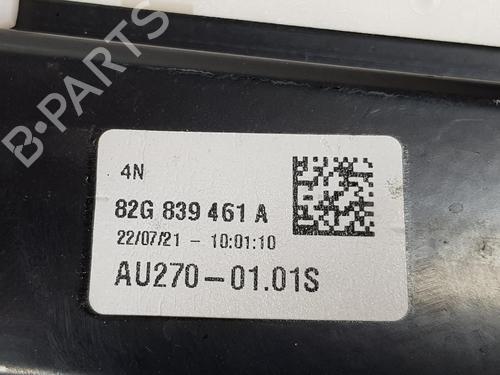 B-PARTS
4N
82G 839 461 A
22/07/21 - 10:01:10
AU270-01.01S